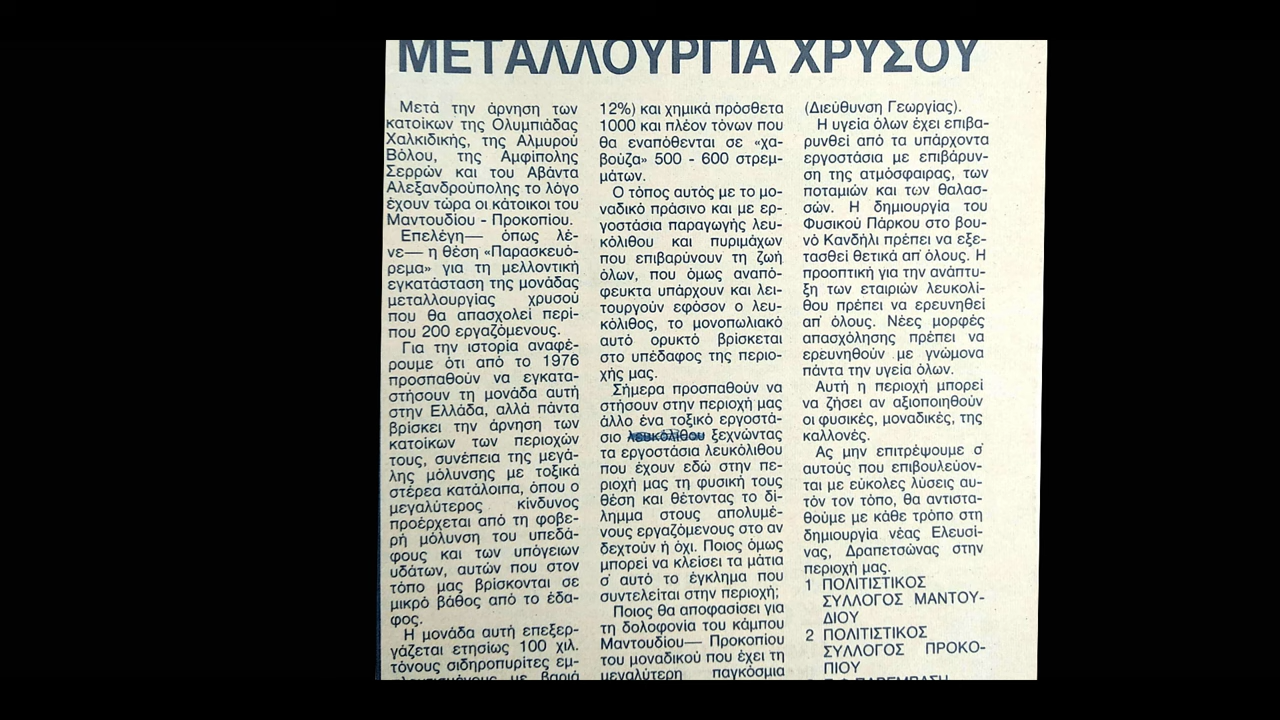 ΜΕΤΑΛΛΟΥΡΓΙΑ ΧΡΥΣΟΥ
Μετά την άρνηση των
κατοίκων της Ολυμπιάδας
Χαλκιδικής, της Αλμυρού
Βόλου, της Αμφίπολης
Σερρών και του Αβάντα
Αλεξανδρούπολης το λόγο
έχουν τώρα οι κάτοικοι του
Μαντουδίου - Προκοπίου.
Επελέγη— όπως λέ-
νε— η θέση «Παρασκευό-
ρεμα» για τη μελλοντική
εγκατάσταση της μονάδας
μεταλλουργίας χρυσού
που θα απασχολεί περί-
που 200 εργαζόμενους.
Για την ιστορία αναφέ-
ρουμε ότι από το 1976
προσπαθούν να εγκατα-
στήσουν τη μονάδα αυτή
στην Ελλάδα, αλλά πάντα
βρίσκει την άρνηση των
κατοίκων των περιοχών
τους, συνέπεια της μεγά-
λης μόλυνσης με τοξικά
στέρεα κατάλοιπα, όπου ο
μεγαλύτερος κίνδυνος
προέρχεται από τη φοβε-
ρή μόλυνση του υπεδά-
φους και των υπόγειων
υδάτων, αυτών που στον
τόπο μας βρίσκονται σε
μικρό βάθος από το έδα-
φος.
Η μονάδα αυτή επεξερ-
γάζεται ετησίως 100 χιλ.
τόνους σιδηροπυρίτες εμ-
12%) και χημικά πρόσθετα
1000 και πλέον τόνων που
θα εναπόθενται σε «χα-
βούζα» 500 - 600 στρεμ-
μάτων.
Ο τόπος αυτός με το μο-
ναδικό πράσινο και με ερ-
γοστάσια παραγωγής λευ-
κόλιθου και πυριμάχων
που επιβαρύνουν τη ζωή
όλων, που όμως αναπό-
φευκτα υπάρχουν και λει-
τουργούν εφόσον ο λευ-
κόλιθος, το μονοπωλιακό
αυτό ορυκτό βρίσκεται
στο υπέδαφος της περιο-
χής μας.
Σήμερα προσπαθούν να
στήσουν στην περιοχή μας
άλλο ένα τοξικό εργοστά-
σιο λευκόλιθου ξεχνώντας
τα εργοστάσια λευκόλιθου
που έχουν εδώ στην πε-
ριοχή μας τη φυσική τους
θέση και θέτοντας το δί-
λημμα στους απολυμέ-
νους εργαζόμενους στο αν
δεχτούν ή όχι. Ποιος όμως
μπορεί να κλείσει τα μάτια
σ' αυτό το έγκλημα που
συντελείται στην περιοχή;
Ποιος θα αποφασίσει για
τη δολοφονία του κάμπου
Μαντουδίου— Προκοπίου
του μοναδικού που έχει τη
μεγαλύτερη παγκόσμια
(Διεύθυνση Γεωργίας).
Η υγεία όλων έχει επιβα-
ρυνθεί από τα υπάρχοντα
εργοστάσια με επιβάρυν-
ση της ατμόσφαιρας, των
ποταμιών και των θαλασ-
σών. Η δημιουργία του
Φυσικού Πάρκου στο βου-
νό Κανδήλι πρέπει να εξε-
τασθεί θετικά απ' όλους. Η
προοπτική για την ανάπτυ-
ξη των εταιριών λευκολί-
θου πρέπει να ερευνηθεί
απ' όλους. Νέες μορφές
απασχόλησης πρέπει να
ερευνηθούν με γνώμονα
πάντα την υγεία όλων.
Αυτή η περιοχή μπορεί
να ζήσει αν αξιοποιηθούν
οι φυσικές, μοναδικές, της
καλλονές.
Ας μην επιτρέψουμε σ'
αυτούς που επιβουλεύον-
ται με εύκολες λύσεις αυ-
τόν τον τόπο, θα αντιστα-
θούμε με κάθε τρόπο στη
δημιουργία νέας Ελευσί-
νας, Δραπετσώνας στην
περιοχή μας.
1 ΠΟΛΙΤΙΣΤΙΚΟΣ
ΣΥΛΛΟΓΟΣ ΜΑΝΤΟΥ-
ΔΙΟΥ
2 ΠΟΛΙΤΙΣΤΙΚΟΣ
ΣΥΛΛΟΓΟΣ ΠΡΟΚΟ-
ΠΙΟΥ